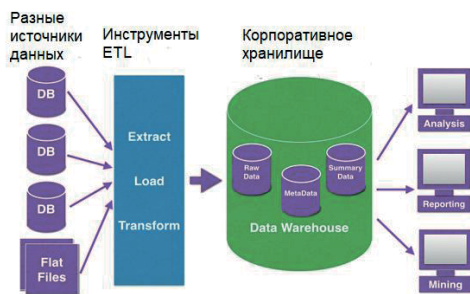 Разные
источники
данных
Инструменты
ETL
Корпоративное
хранилище
DB
DB
DB
Flat
Files
Extract
Load
Transform
Raw
Data
MetaData
Summary
Data
Data Warehouse
Analysis
Reporting
Mining